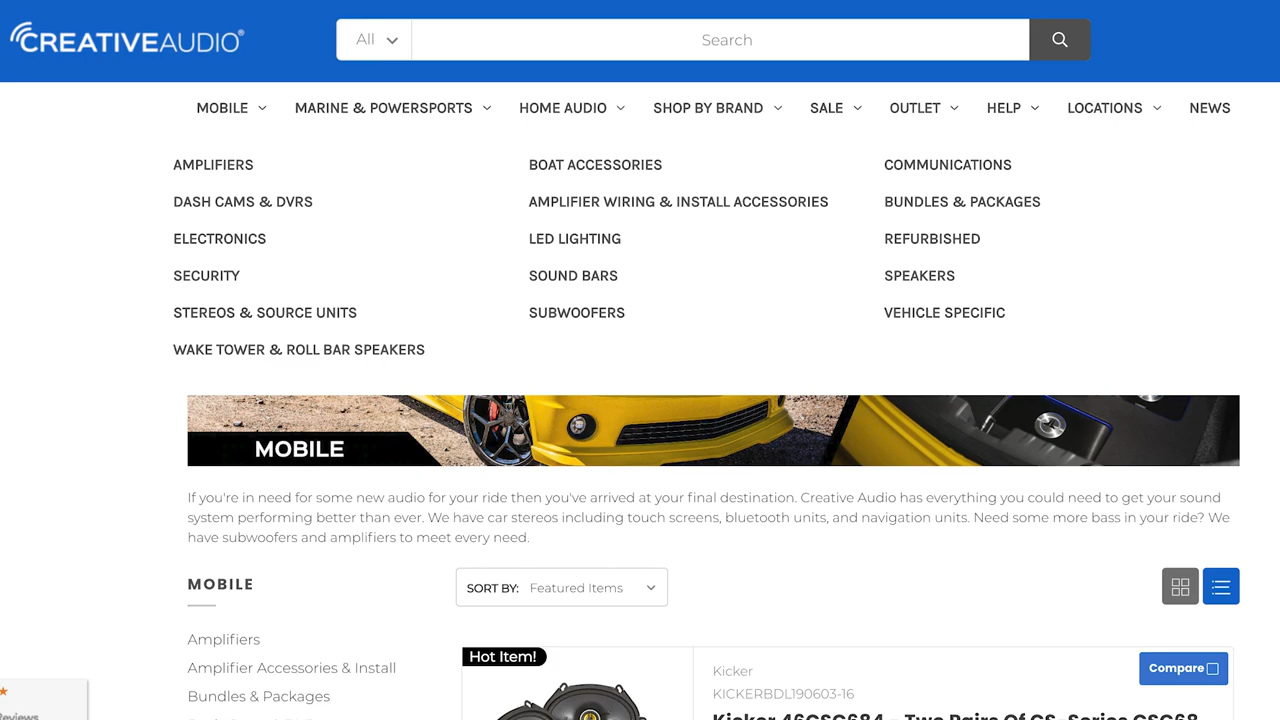 CREATIVEAUDIO®
All
Search
MOBILE MARINE & POWERSPORTS HOME AUDIO SHOP BY BRAND SALE OUTLET HELP LOCATIONS NEWS
AMPLIFIERS BOAT ACCESSORIES COMMUNICATIONS
DASH CAMS & DVRS AMPLIFIER WIRING & INSTALL ACCESSORIES BUNDLES & PACKAGES
ELECTRONICS LED LIGHTING REFURBISHED
SECURITY SOUND BARS SPEAKERS
STEREOS & SOURCE UNITS SUBWOOFERS VEHICLE SPECIFIC
WAKE TOWER & ROLL BAR SPEAKERS
MOBILE
If you're in need for some new audio for your ride then you've arrived at your final destination. Creative Audio has everything you could need to get your sound
system performing better than ever. We have car stereos including touch screens, bluetooth units, and navigation units. Need some more bass in your ride? We
have subwoofers and amplifiers to meet every need.
MOBILE
SORT BY: Featured Items
Amplifiers
Amplifier Accessories & Install
Bundles & Packages
Hot Item!
Kicker
KICKERBDL190603-16
Compare
Kicker 46CSC684 - Two Pairs Of CS-Series CSC68
Reviews